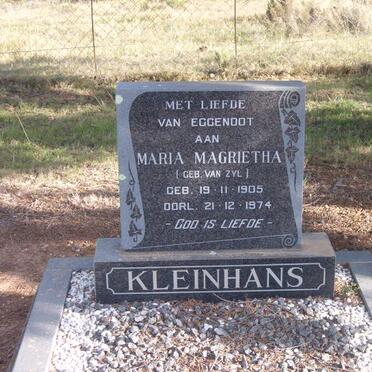 MET LIEFDE
VAN EGGENOOT
AAN
MARIA MAGRIETHA
[GEB. VAN ZYL]
GEB. 19·11·1905
OORL. 21·12·1974
- GOD IS LIEFDE -
KLEINHANS